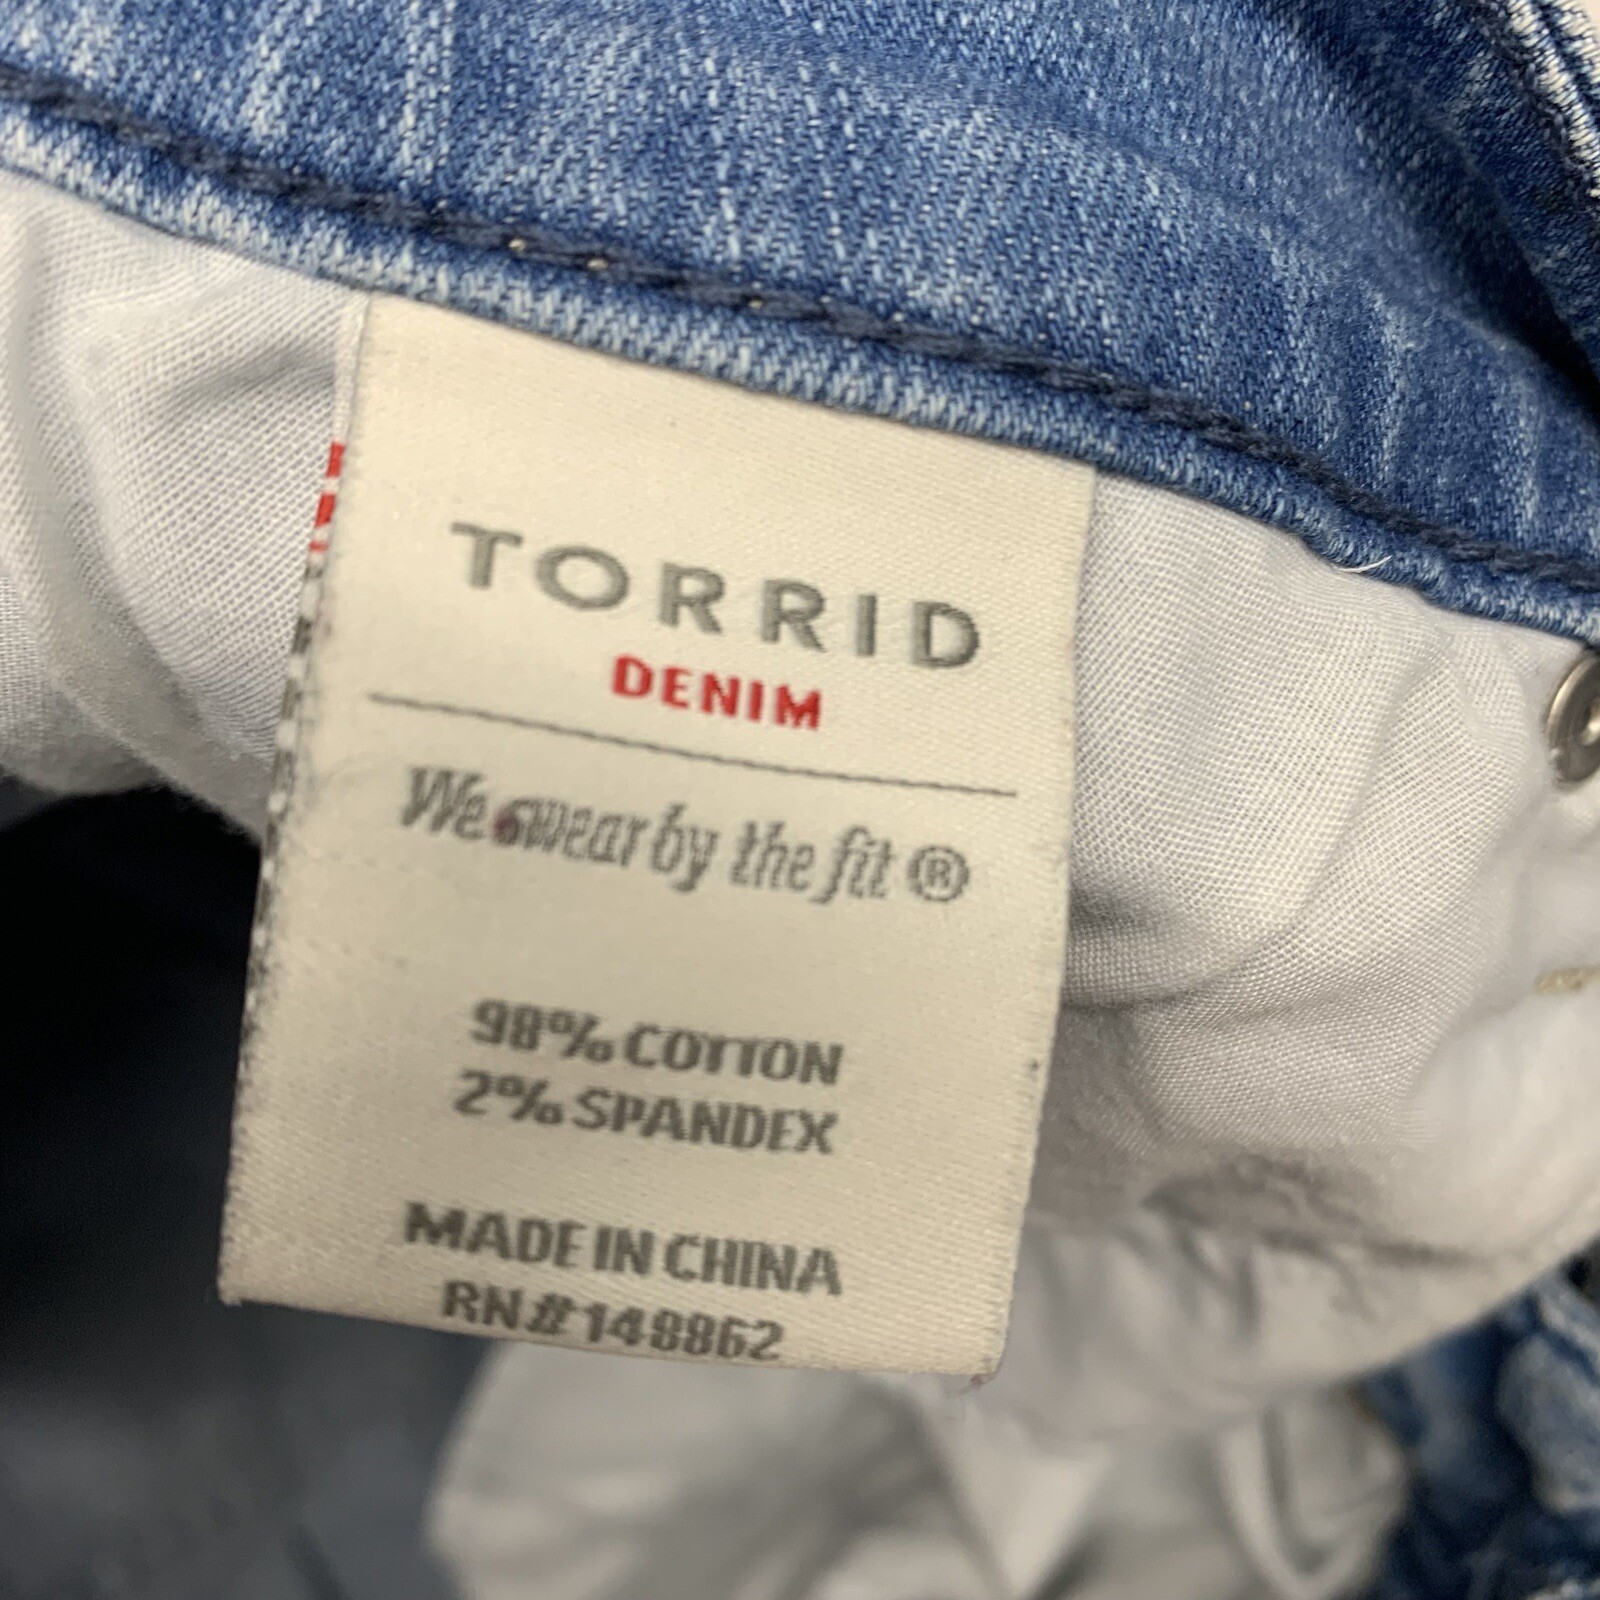 TORRID
DENIM
We swear by the fit ®
98% COTTON
2% SPANDEX
MADE IN CHINA
RN#148862